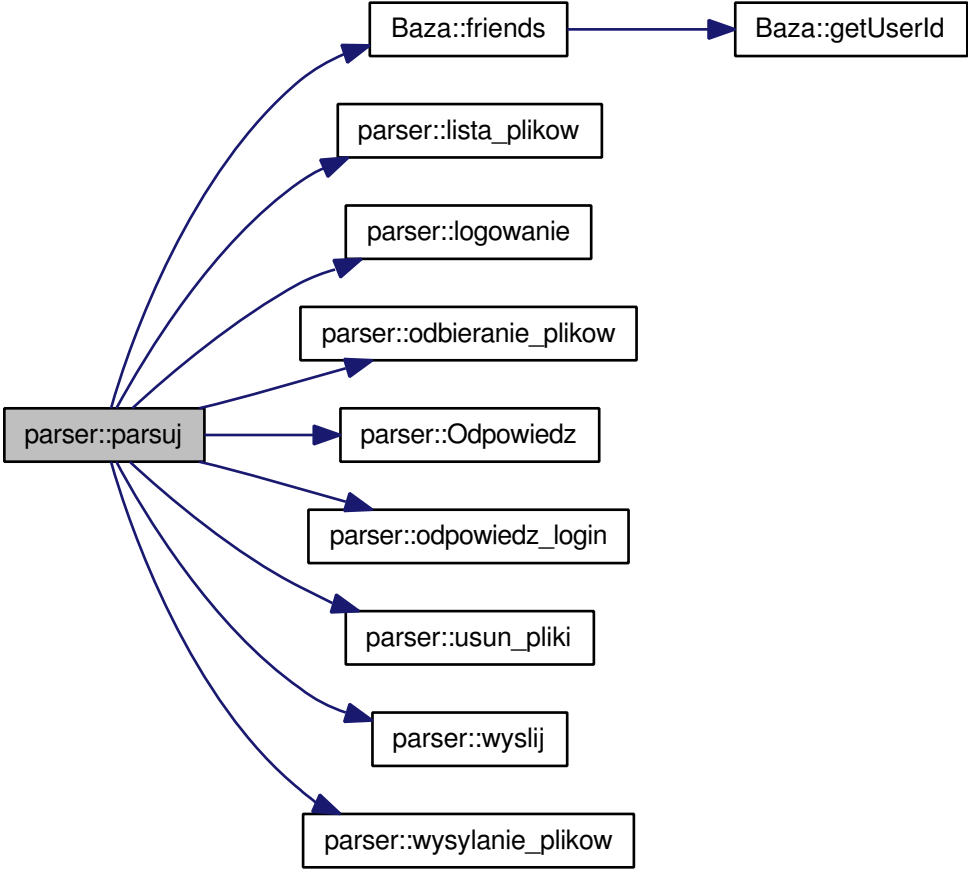 Baza::friends
Baza::getUserId
parser::lista_plikow
parser::logowanie
parser::odbieranie_plikow
parser::parsuj
parser::Odpowiedz
parser::odpowiedz_login
parser::usun_pliki
parser::wyslij
parser::wysylanie_plikow